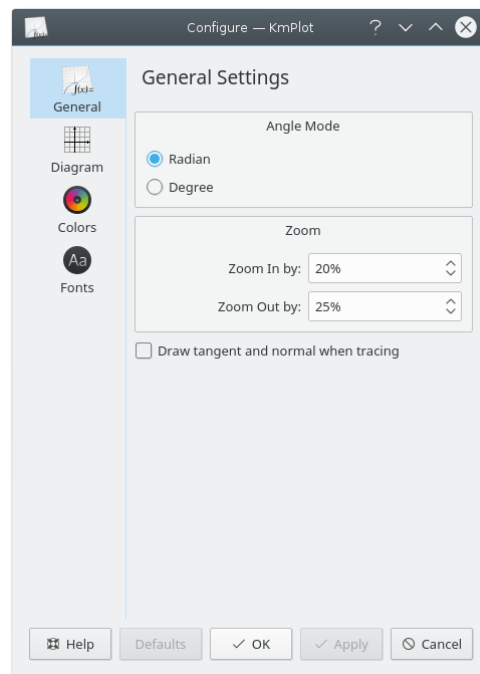 Configure — KmPlot
General
Diagram
Colors
Aa
Fonts
General Settings
Angle Mode
Radian
Degree
Zoom
Zoom In by: 20%
Zoom Out by: 25%
Draw tangent and normal when tracing
Help Defaults OK Apply Cancel